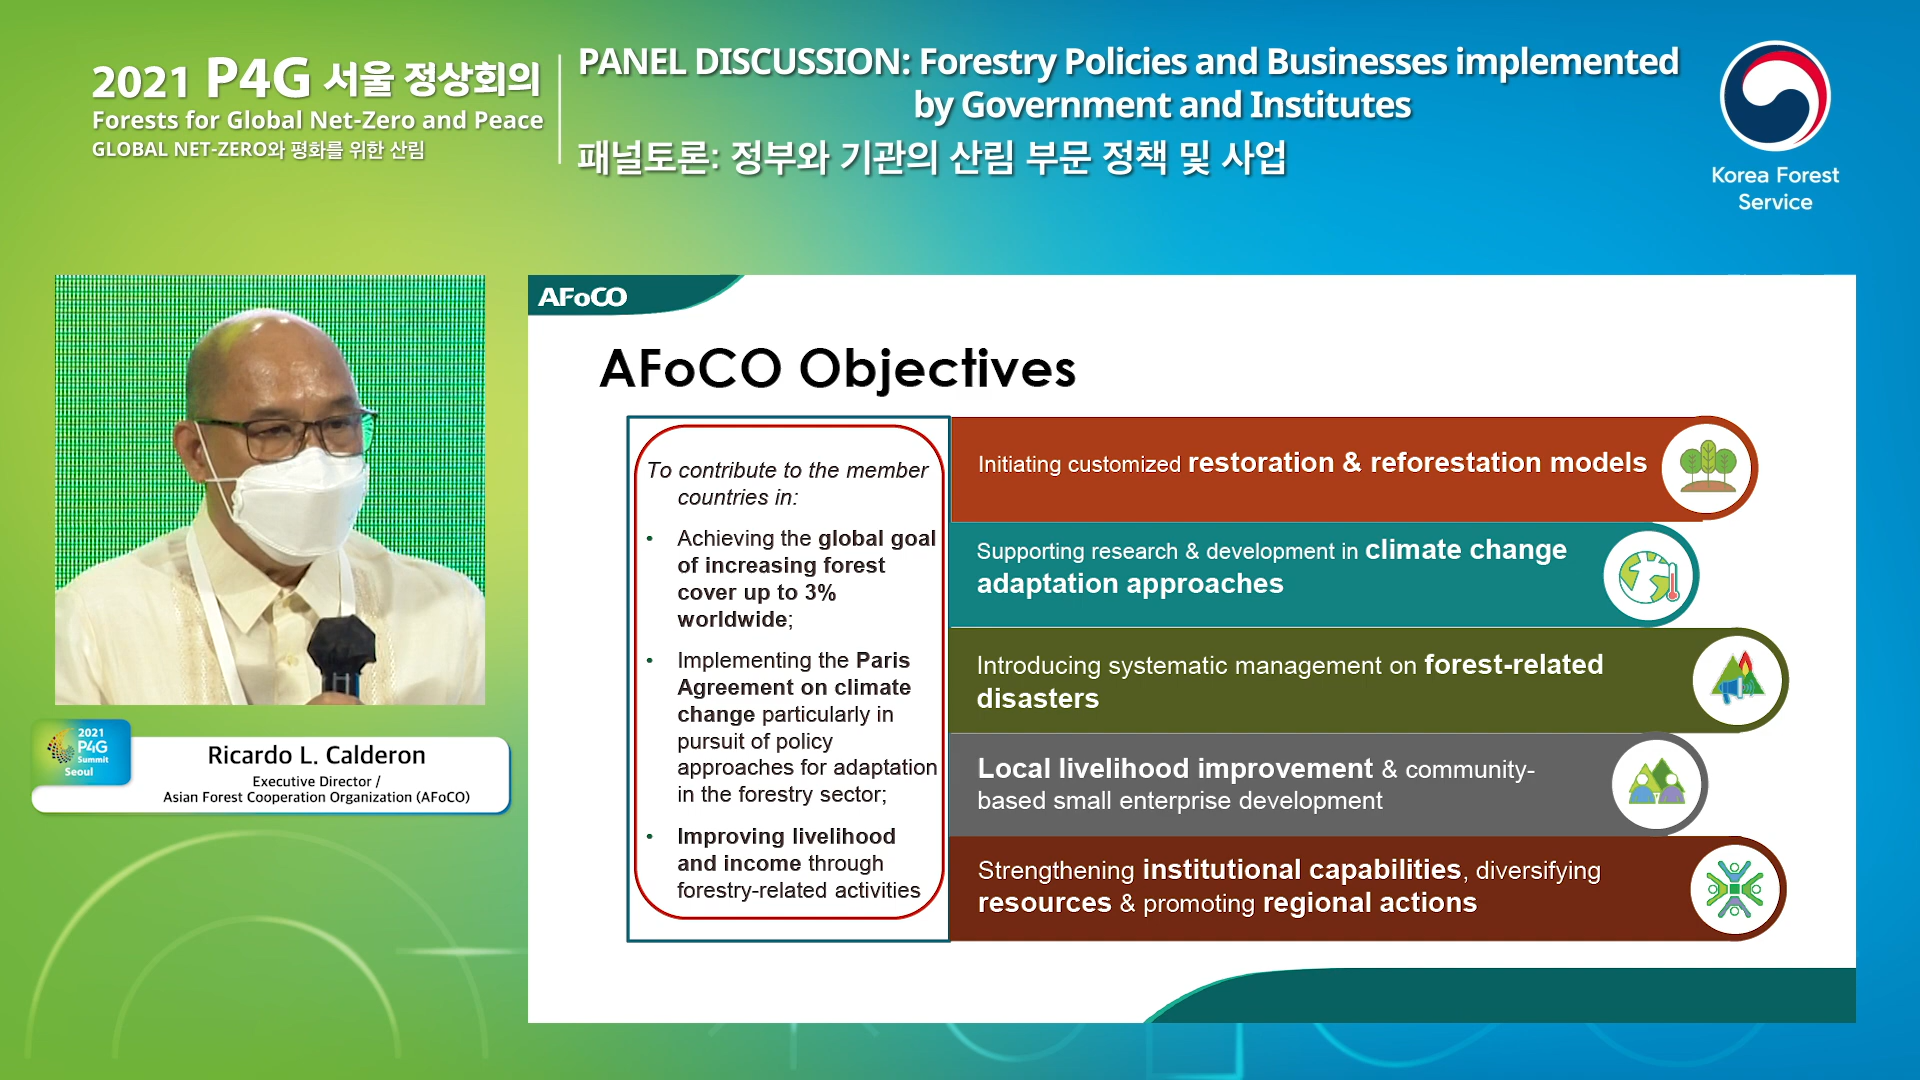 2021 P4G 서울 정상회의
Forests for Global Net-Zero and Peace
GLOBAL NET-ZERO와 평화를 위한 산림
PANEL DISCUSSION: Forestry Policies and Businesses implemented
by Government and Institutes
패널토론: 정부와 기관의 산림 부문 정책 및 사업
Korea Forest
Service
AFoCO
AFoCO Objectives
To contribute to the member
countries in:
• Achieving the global goal
of increasing forest
cover up to 3%
worldwide;
• Implementing the Paris
Agreement on climate
change particularly in
pursuit of policy
approaches for adaptation
in the forestry sector;
• Improving livelihood
and income through
forestry-related activities
Initiating customized restoration & reforestation models
Supporting research & development in climate change
adaptation approaches
Introducing systematic management on forest-related
disasters
Local livelihood improvement & community-
based small enterprise development
Strengthening institutional capabilities, diversifying
resources & promoting regional actions
2021
P4G
Summit
Seoul
Ricardo L. Calderon
Executive Director /
Asian Forest Cooperation Organization (AFoCO)